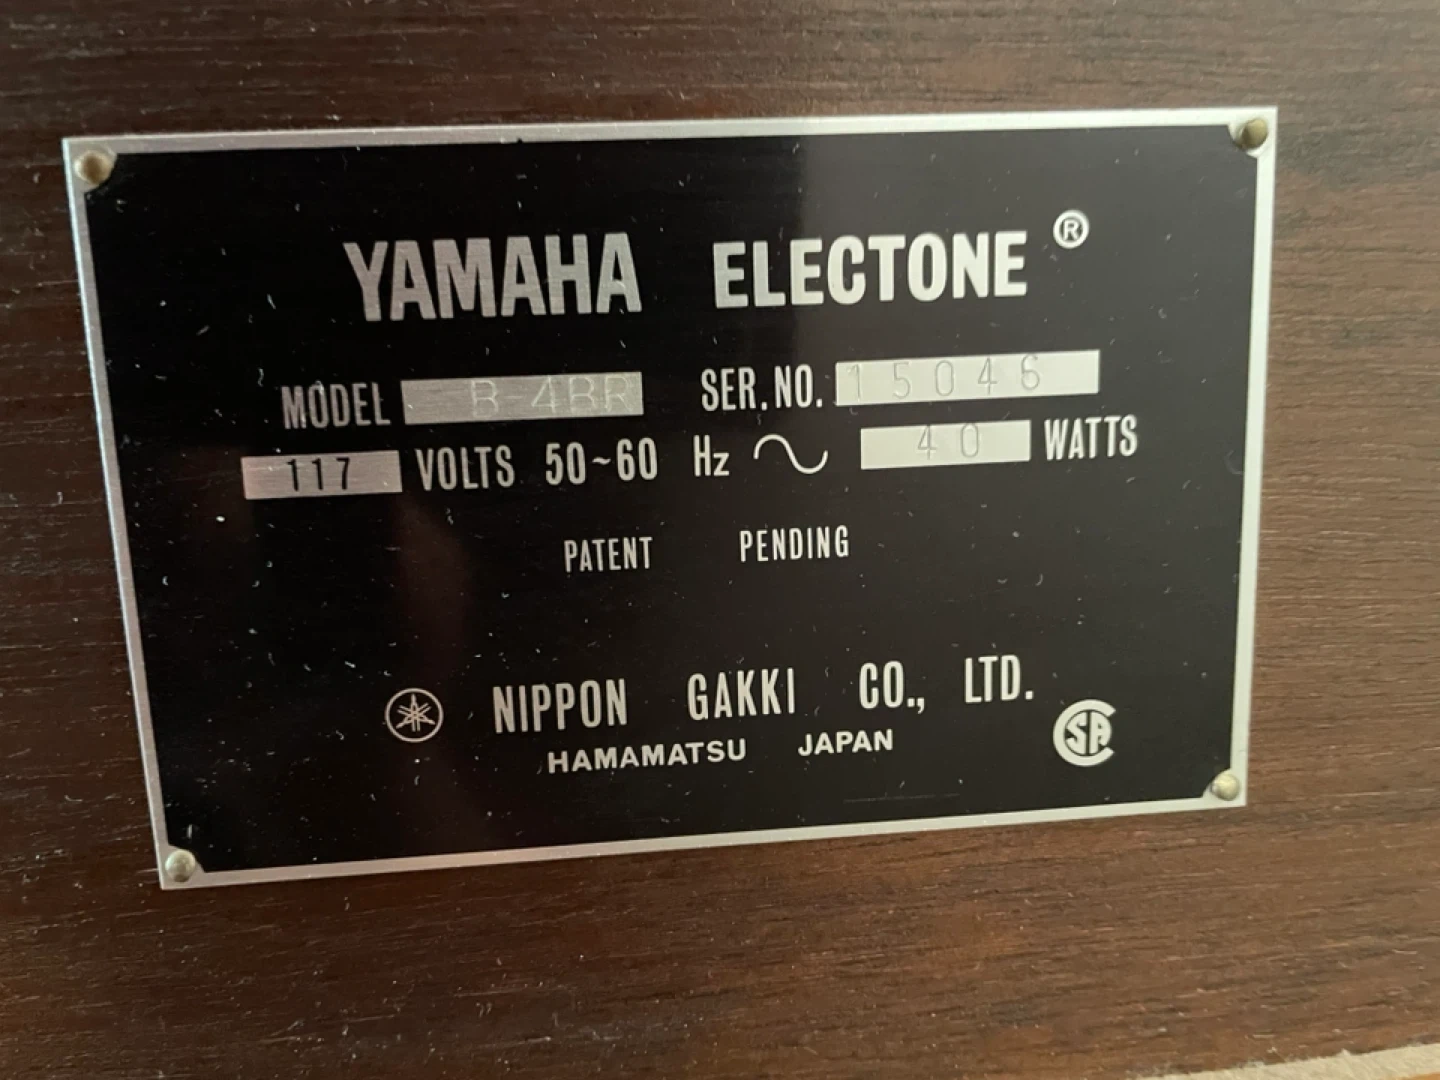 YAMAHA ELECTONE ®
MODEL B-4BR SER.NO. 15046
117 VOLTS 50~60 Hz 40 WATTS
PATENT PENDING
NIPPON GAKKI CO., LTD.
HAMAMATSU JAPAN
CSA